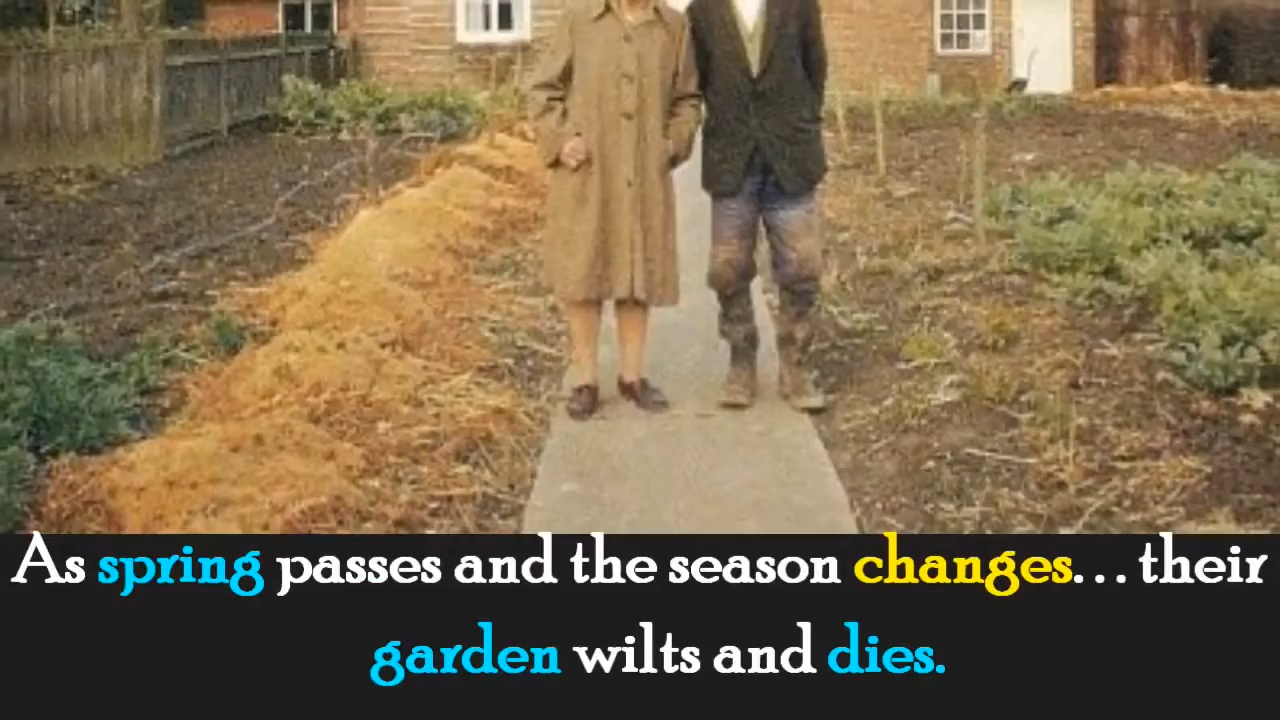 As spring passes and the season changes... their
garden wilts and dies.